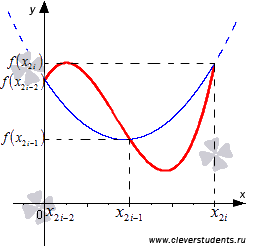 y
f(x₂ᵢ)
f(x₂ᵢ₋₂)
f(x₂ᵢ₋₁)
x
0 x₂ᵢ₋₂ x₂ᵢ₋₁ x₂ᵢ
www.cleverstudents.ru